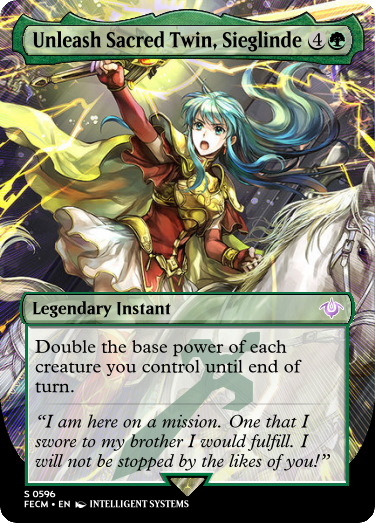 Unleash Sacred Twin, Sieglinde 4
Legendary Instant
Double the base power of each
creature you control until end of
turn.
“I am here on a mission. One that I
swore to my brother I would fulfill. I
will not be stopped by the likes of you!”
S 0596
FECM • EN INTELLIGENT SYSTEMS